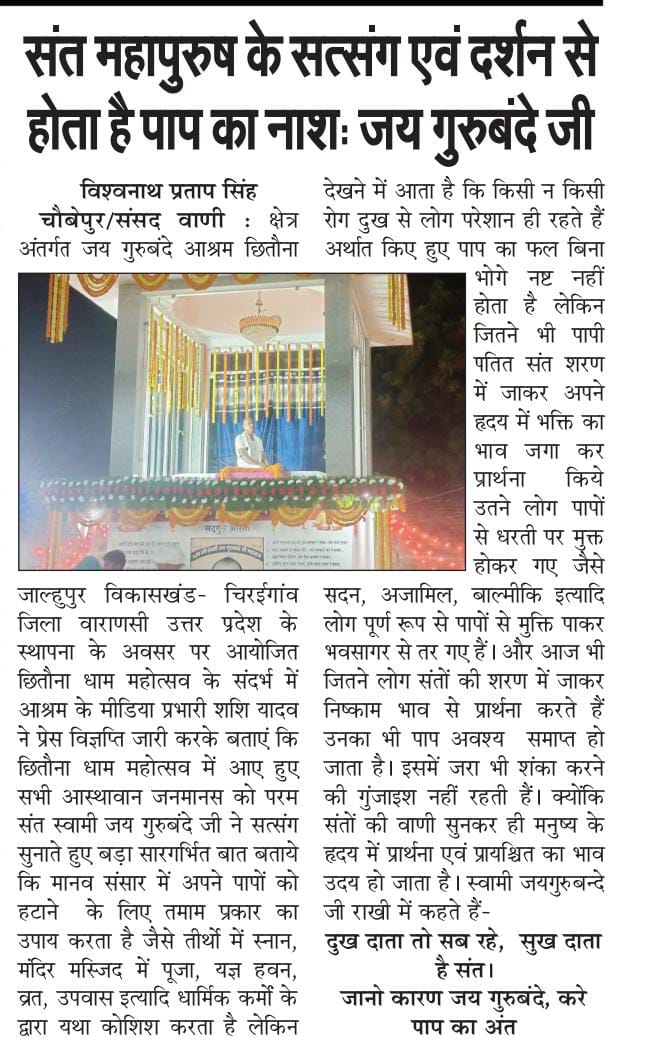 संत महापुरुष के सत्संग एवं दर्शन से
होता है पाप का नाशः जय गुरुबंदे जी
विश्वनाथ प्रताप सिंह
चौबेपुर/संसद वाणी : क्षेत्र
अंतर्गत जय गुरुबंदे आश्रम छितौना
सद्गुरु आरती
जाल्हुपुर विकासखंड- चिरईगांव
जिला वाराणसी उत्तर प्रदेश के
स्थापना के अवसर पर आयोजित
छितौना धाम महोत्सव के संदर्भ में
आश्रम के मीडिया प्रभारी शशि यादव
ने प्रेस विज्ञप्ति जारी करके बताएं कि
छितौना धाम महोत्सव में आए हुए
सभी आस्थावान जनमानस को परम
संत स्वामी जय गुरुबंदे जी ने सत्संग
सुनाते हुए बड़ा सारगर्भित बात बताये
कि मानव संसार में अपने पापों को
हटाने के लिए तमाम प्रकार का
उपाय करता है जैसे तीर्थो में स्नान,
मंदिर मस्जिद में पूजा, यज्ञ हवन,
व्रत, उपवास इत्यादि धार्मिक कर्मों के
द्वारा यथा कोशिश करता है लेकिन
देखने में आता है कि किसी न किसी
रोग दुख से लोग परेशान ही रहते हैं
अर्थात किए हुए पाप का फल बिना
भोगे नष्ट नहीं
होता है लेकिन
जितने भी पापी
पतित संत शरण
में जाकर अपने
हृदय में भक्ति का
भाव जगा कर
प्रार्थना किये
उतने लोग पापों
से धरती पर मुक्त
होकर गए जैसे
सदन, अजामिल, बाल्मीकि इत्यादि
लोग पूर्ण रूप से पापों से मुक्ति पाकर
भवसागर से तर गए हैं। और आज भी
जितने लोग संतों की शरण में जाकर
निष्काम भाव से प्रार्थना करते हैं
उनका भी पाप अवश्य समाप्त हो
जाता है। इसमें जरा भी शंका करने
की गुंजाइश नहीं रहती हैं। क्योंकि
संतों की वाणी सुनकर ही मनुष्य के
हृदय में प्रार्थना एवं प्रायश्चित का भाव
उदय हो जाता है। स्वामी जयगुरुबन्दे
जी राखी में कहते हैं-
दुख दाता तो सब रहे, सुख दाता
है संत।
जानो कारण जय गुरुबंदे, करे
पाप का अंत